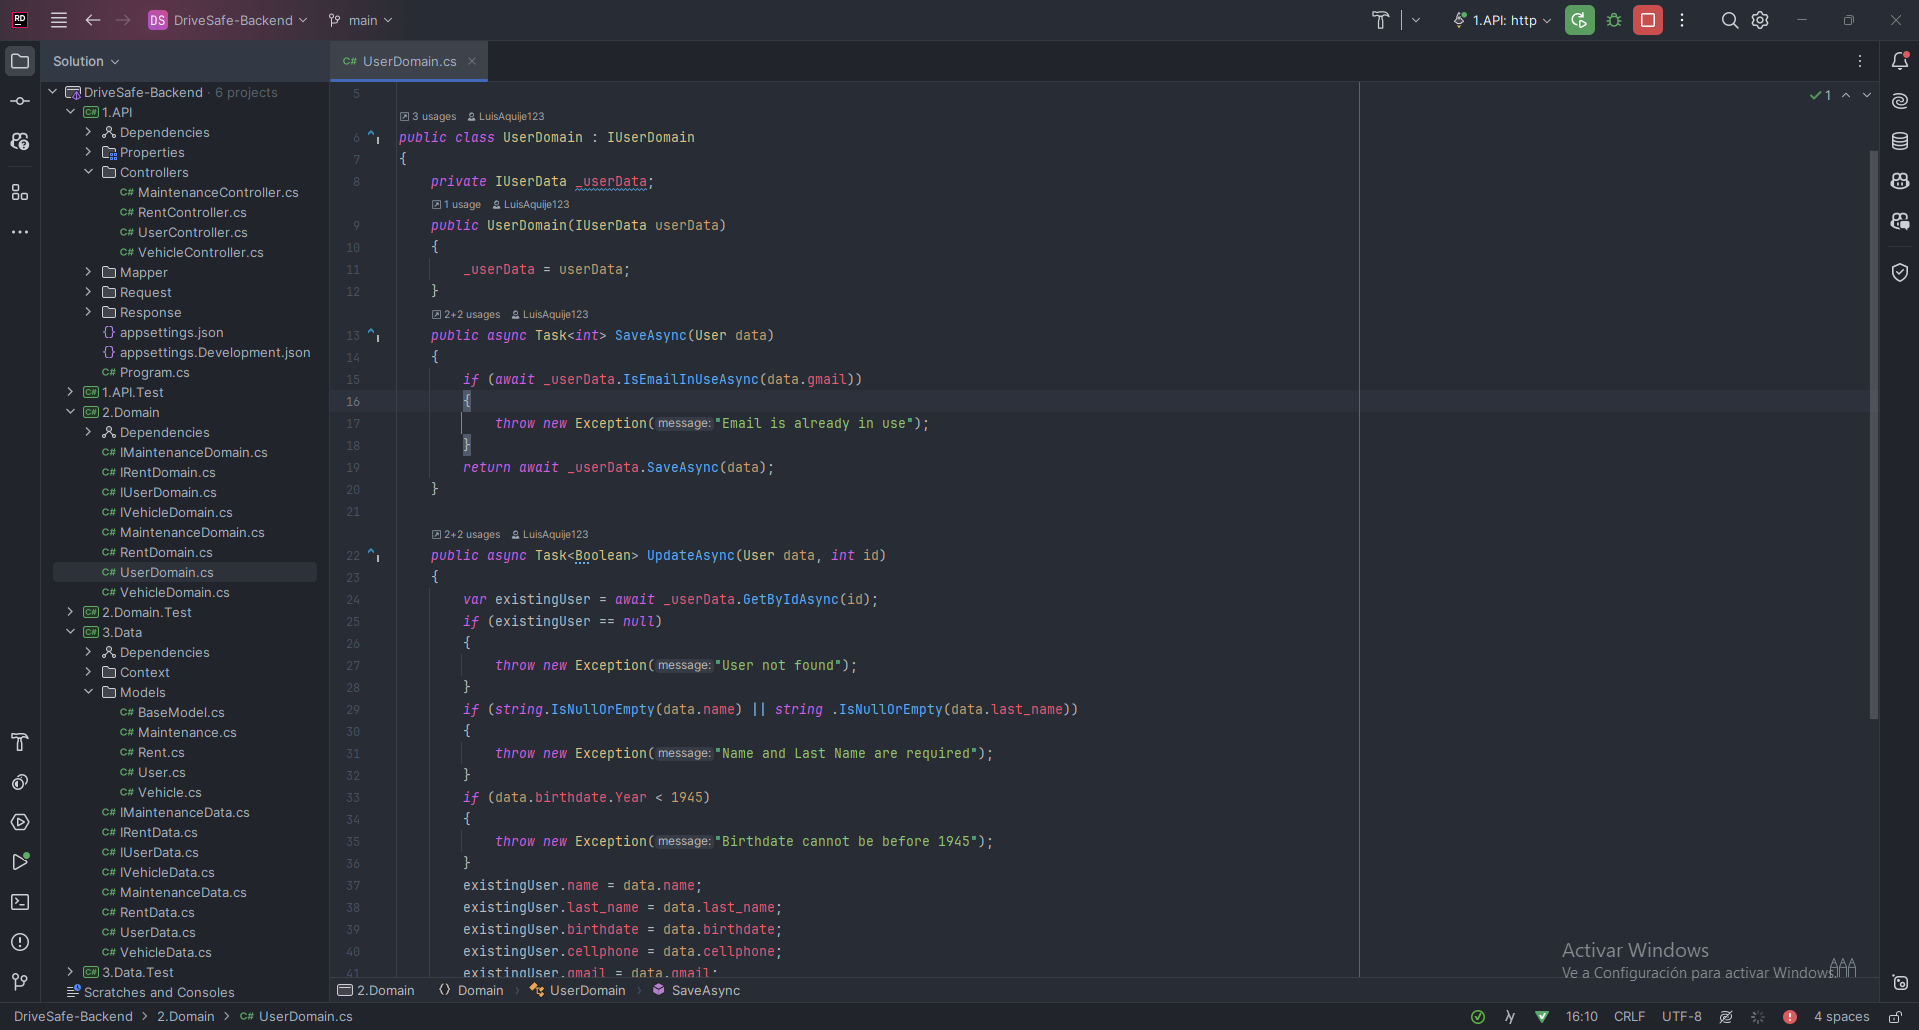 RD
DS DriveSafe-Backend
main
1.API: http
Solution
C# UserDomain.cs
DriveSafe-Backend · 6 projects
C# 1.API
Dependencies
Properties
Controllers
C# MaintenanceController.cs
C# RentController.cs
C# UserController.cs
C# VehicleController.cs
Mapper
Request
Response
{} appsettings.json
{} appsettings.Development.json
C# Program.cs
C# 1.API.Test
C# 2.Domain
Dependencies
C# IMaintenanceDomain.cs
C# IRentDomain.cs
C# IUserDomain.cs
C# IVehicleDomain.cs
C# MaintenanceDomain.cs
C# RentDomain.cs
C# UserDomain.cs
C# VehicleDomain.cs
C# 2.Domain.Test
C# 3.Data
Dependencies
Context
Models
C# BaseModel.cs
C# Maintenance.cs
C# Rent.cs
C# User.cs
C# Vehicle.cs
C# IMaintenanceData.cs
C# IRentData.cs
C# IUserData.cs
C# IVehicleData.cs
C# MaintenanceData.cs
C# RentData.cs
C# UserData.cs
C# VehicleData.cs
C# 3.Data.Test
Scratches and Consoles
1
5
3 usages LuisAquije123
6 public class UserDomain : IUserDomain
7 {
8 private IUserData _userData;
1 usage LuisAquije123
9 public UserDomain(IUserData userData)
10 {
11 _userData = userData;
12 }
2+2 usages LuisAquije123
13 public async Task<int> SaveAsync(User data)
14 {
15 if (await _userData.IsEmailInUseAsync(data.gmail))
16 {
17 throw new Exception( message: "Email is already in use");
18 }
19 return await _userData.SaveAsync(data);
20 }
21
2+2 usages LuisAquije123
22 public async Task<Boolean> UpdateAsync(User data, int id)
23 {
24 var existingUser = await _userData.GetByIdAsync(id);
25 if (existingUser == null)
26 {
27 throw new Exception( message: "User not found");
28 }
29 if (string.IsNullOrEmpty(data.name) || string .IsNullOrEmpty(data.last_name))
30 {
31 throw new Exception( message: "Name and Last Name are required");
32 }
33 if (data.birthdate.Year < 1945)
34 {
35 throw new Exception( message: "Birthdate cannot be before 1945");
36 }
37 existingUser.name = data.name;
38 existingUser.last_name = data.last_name;
39 existingUser.birthdate = data.birthdate;
40 existingUser.cellphone = data.cellphone;
41 existingUser.gmail = data.gmail;
Activar Windows
Ve a Configuración para activar Windows.
2.Domain {} Domain › UserDomain › SaveAsync
DriveSafe-Backend > 2.Domain > C# UserDomain.cs
16:10 CRLF UTF-8 4 spaces